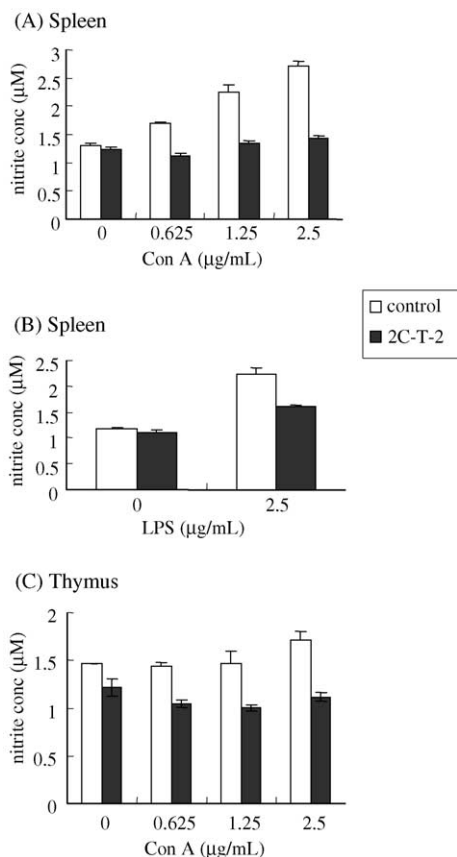 (A) Spleen
nitrite conc (μM)
3
2.5
2
1.5
1
0.5
0
0 0.625 1.25 2.5
Con A (μg/mL)
control
2C-T-2
(B) Spleen
nitrite conc (μM)
2.5
2
1.5
1
0.5
0
0 2.5
LPS (μg/mL)
(C) Thymus
nitrite conc (μM)
2
1.5
1
0.5
0
0 0.625 1.25 2.5
Con A (μg/mL)